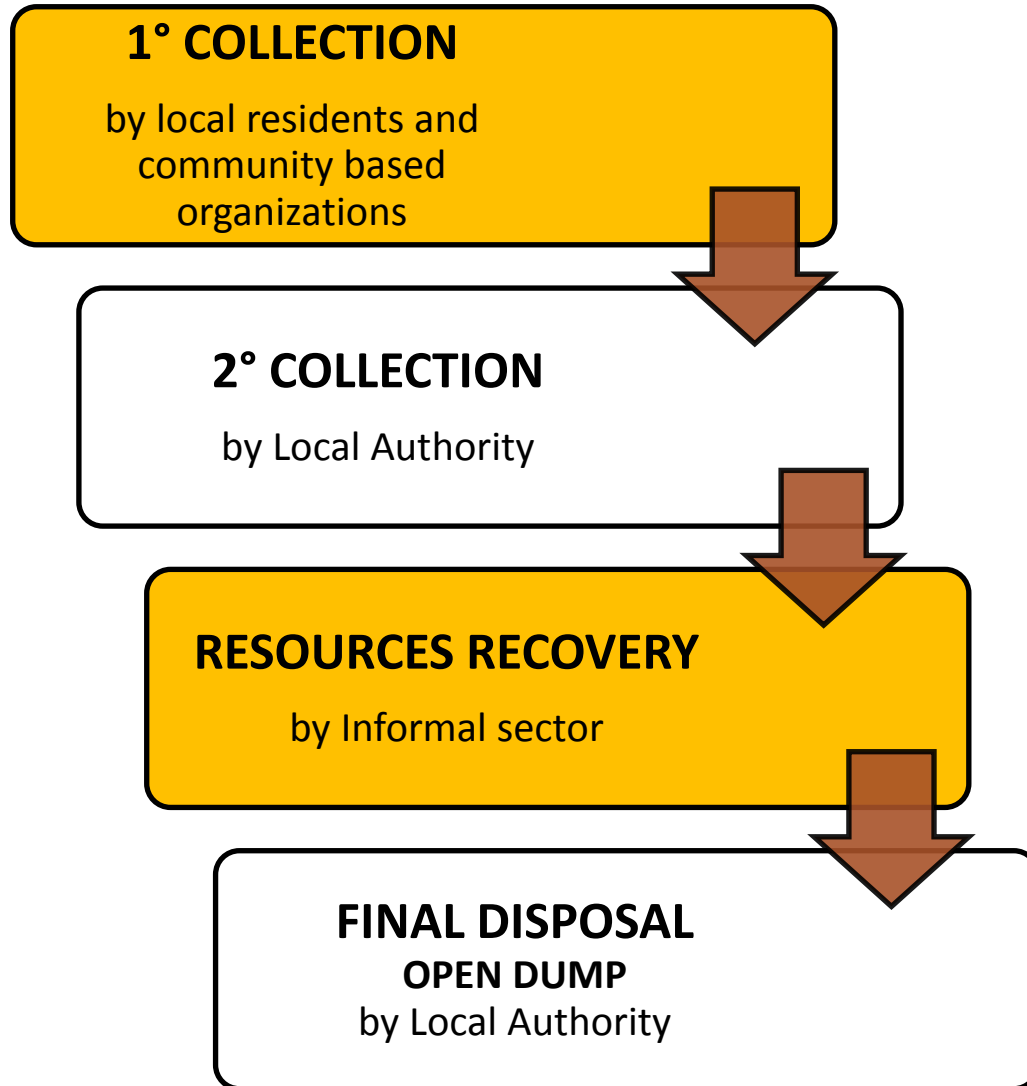 1° COLLECTION
by local residents and
community based
organizations
2° COLLECTION
by Local Authority
RESOURCES RECOVERY
by Informal sector
FINAL DISPOSAL
OPEN DUMP
by Local Authority